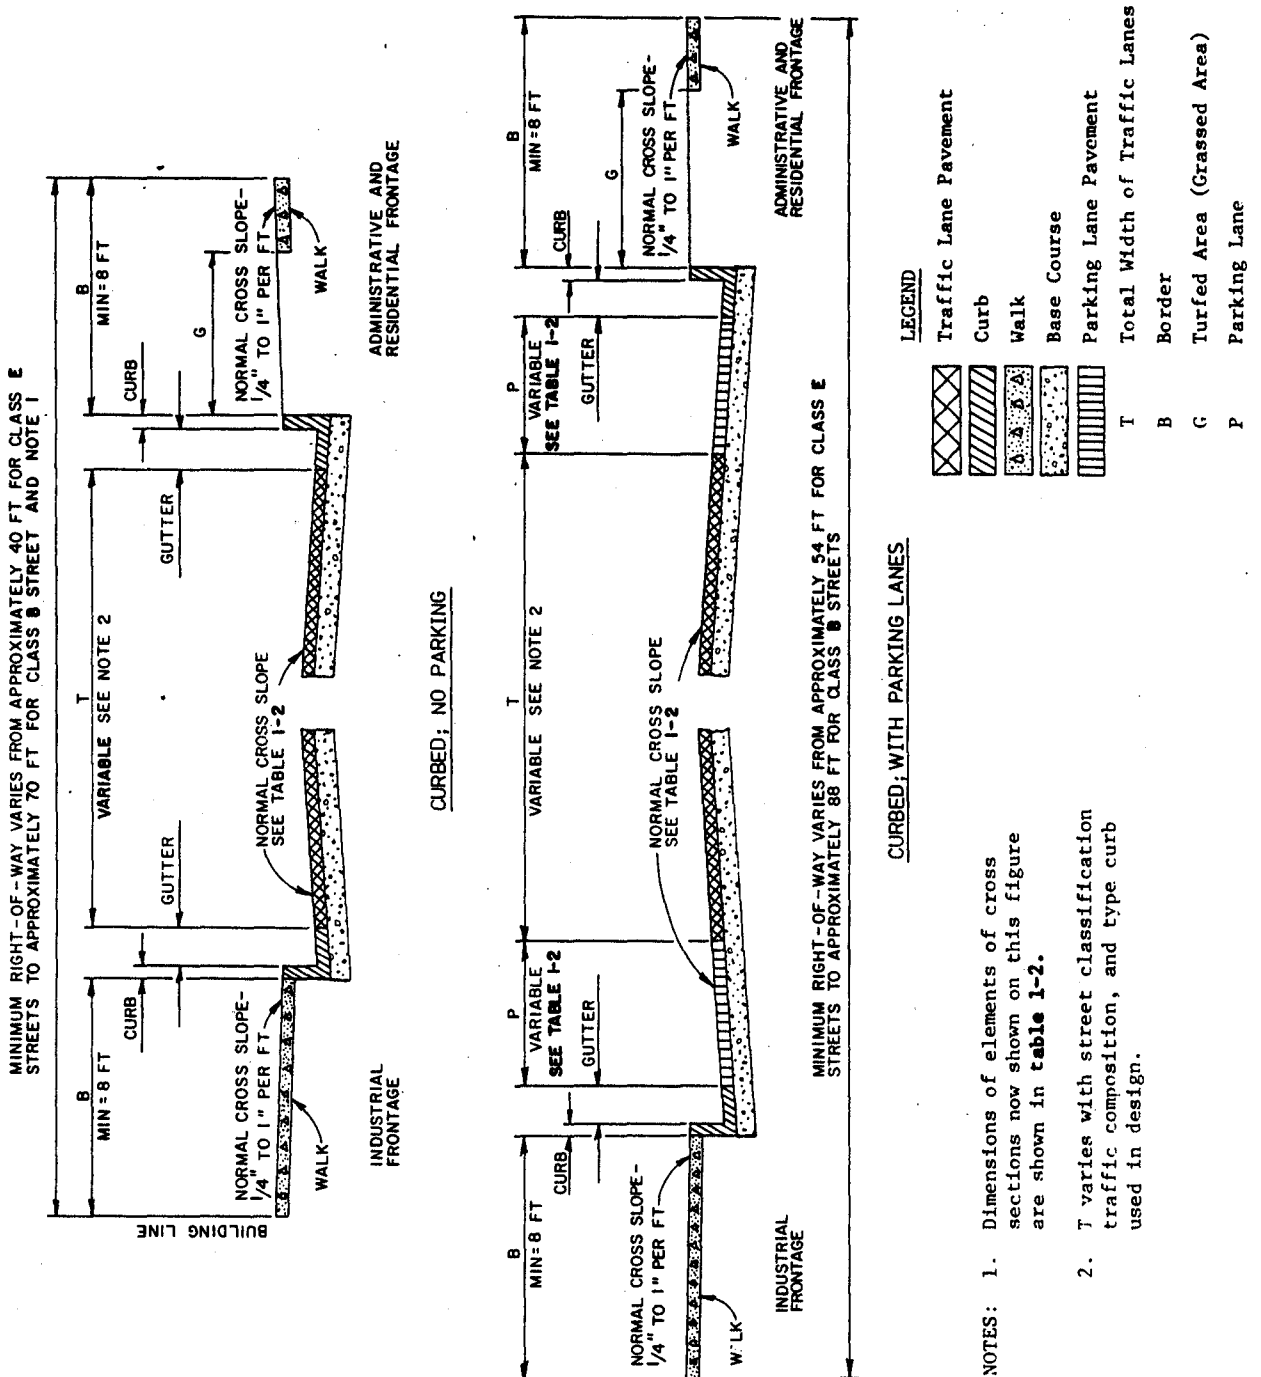 MINIMUM RIGHT-OF-WAY VARIES FROM APPROXIMATELY 40 FT FOR CLASS E
STREETS TO APPROXIMATELY 70 FT FOR CLASS B STREET AND NOTE 1
B
MIN = 8 FT
T
VARIABLE SEE NOTE 2
B
MIN = 8 FT
CURB
GUTTER
GUTTER
CURB
G
BUILDING LINE
NORMAL CROSS SLOPE-
1/4" TO 1" PER FT
NORMAL CROSS SLOPE
SEE TABLE 1-2
NORMAL CROSS SLOPE-
1/4" TO 1" PER FT
WALK
WALK
INDUSTRIAL
FRONTAGE
ADMINISTRATIVE AND
RESIDENTIAL FRONTAGE
CURBED; NO PARKING
B
MIN = 8 FT
P
VARIABLE
SEE TABLE 1-2
T
VARIABLE SEE NOTE 2
P
VARIABLE
SEE TABLE 1-2
B
MIN = 8 FT
CURB
GUTTER
GUTTER
CURB
G
NORMAL CROSS SLOPE-
1/4" TO 1" PER FT
NORMAL CROSS SLOPE
SEE TABLE 1-2
NORMAL CROSS SLOPE-
1/4" TO 1" PER FT
WALK
INDUSTRIAL
FRONTAGE
ADMINISTRATIVE AND
RESIDENTIAL FRONTAGE
MINIMUM RIGHT-OF-WAY VARIES FROM APPROXIMATELY 54 FT FOR CLASS E
STREETS TO APPROXIMATELY 88 FT FOR CLASS B STREETS
CURBED; WITH PARKING LANES
LEGEND
Traffic Lane Pavement
Curb
Walk
Base Course
Parking Lane Pavement
T Total Width of Traffic Lanes
B Border
G Turfed Area (Grassed Area)
P Parking Lane
NOTES: 1. Dimensions of elements of cross
sections now shown on this figure
are shown in table 1-2.
2. T varies with street classification
traffic composition, and type curb
used in design.